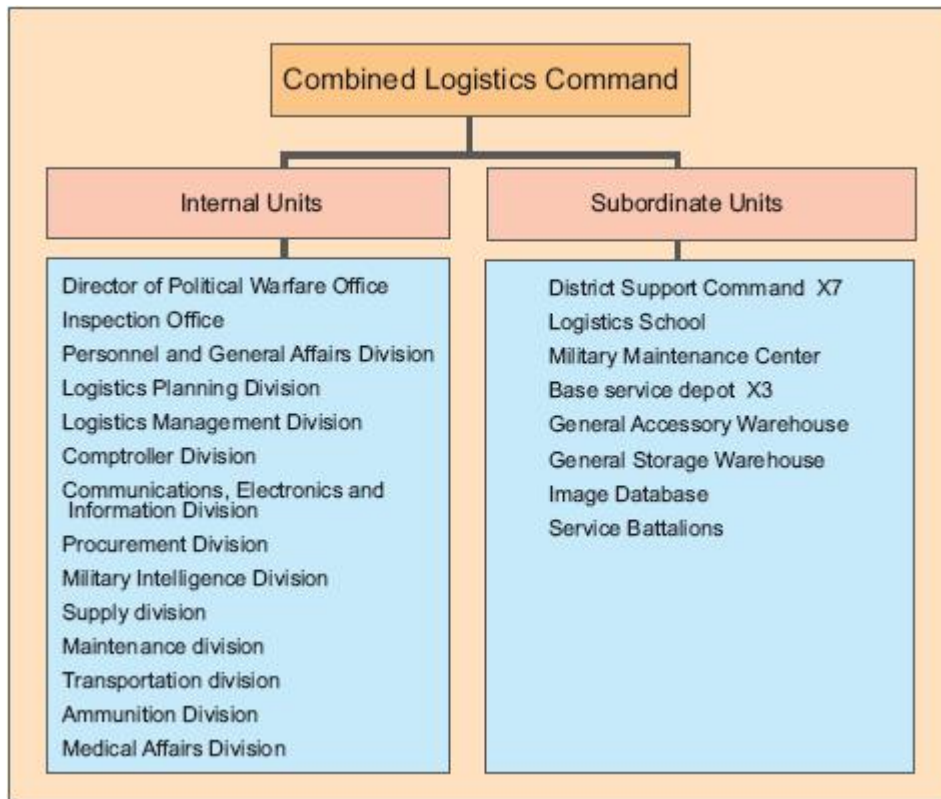 Combined Logistics Command
Internal Units
Director of Political Warfare Office
Inspection Office
Personnel and General Affairs Division
Logistics Planning Division
Logistics Management Division
Comptroller Division
Communications, Electronics and
Information Division
Procurement Division
Military Intelligence Division
Supply division
Maintenance division
Transportation division
Ammunition Division
Medical Affairs Division
Subordinate Units
District Support Command X7
Logistics School
Military Maintenance Center
Base service depot X3
General Accessory Warehouse
General Storage Warehouse
Image Database
Service Battalions